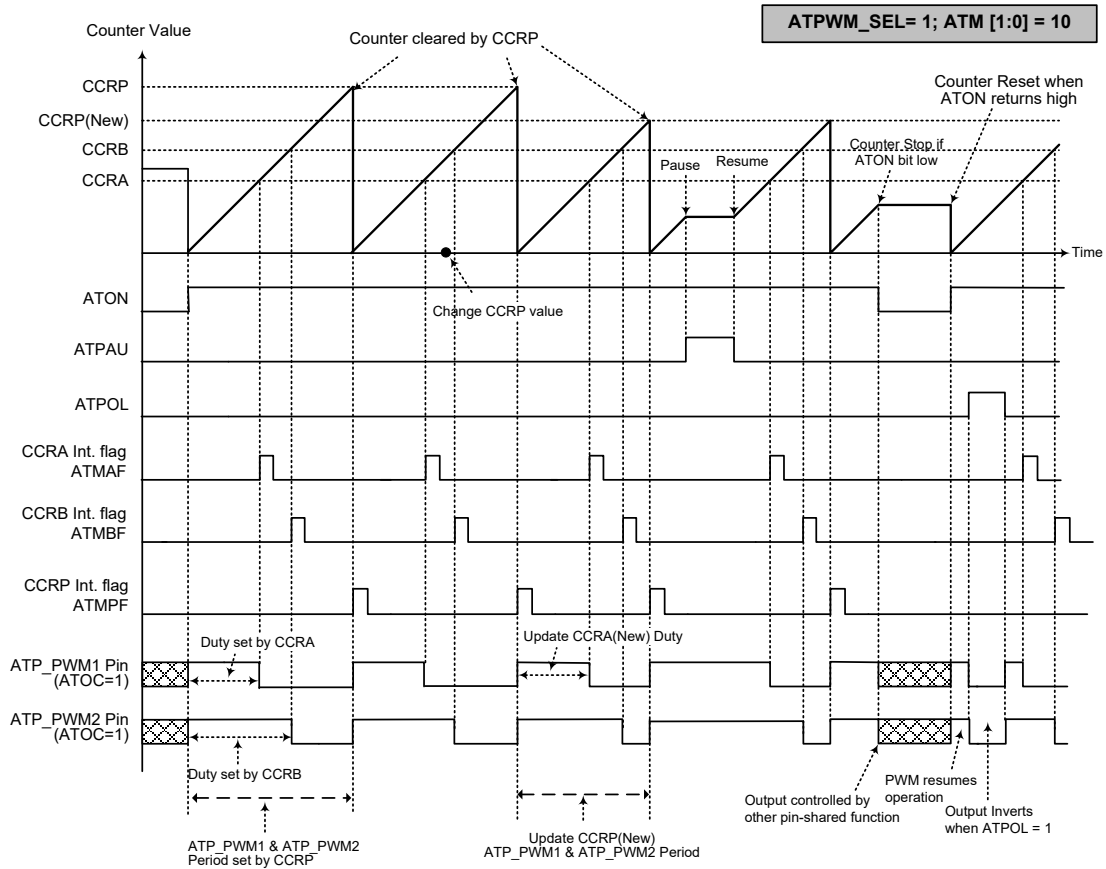 ATPWM_SEL= 1; ATM [1:0] = 10
Counter Value
Counter cleared by CCRP
CCRP
CCRP(New)
CCRB
CCRA
Pause
Resume
Counter Stop if
ATON bit low
Counter Reset when
ATON returns high
Time
ATON
Change CCRP value
ATPAU
ATPOL
CCRA Int. flag
ATMAF
CCRB Int. flag
ATMBF
CCRP Int. flag
ATMPF
Duty set by CCRA
Update CCRA(New) Duty
ATP_PWM1 Pin
(ATOC=1)
ATP_PWM2 Pin
(ATOC=1)
Duty set by CCRB
ATP_PWM1 & ATP_PWM2
Period set by CCRP
Update CCRP(New)
ATP_PWM1 & ATP_PWM2 Period
Output controlled by
other pin-shared function
PWM resumes
operation
Output Inverts
when ATPOL = 1